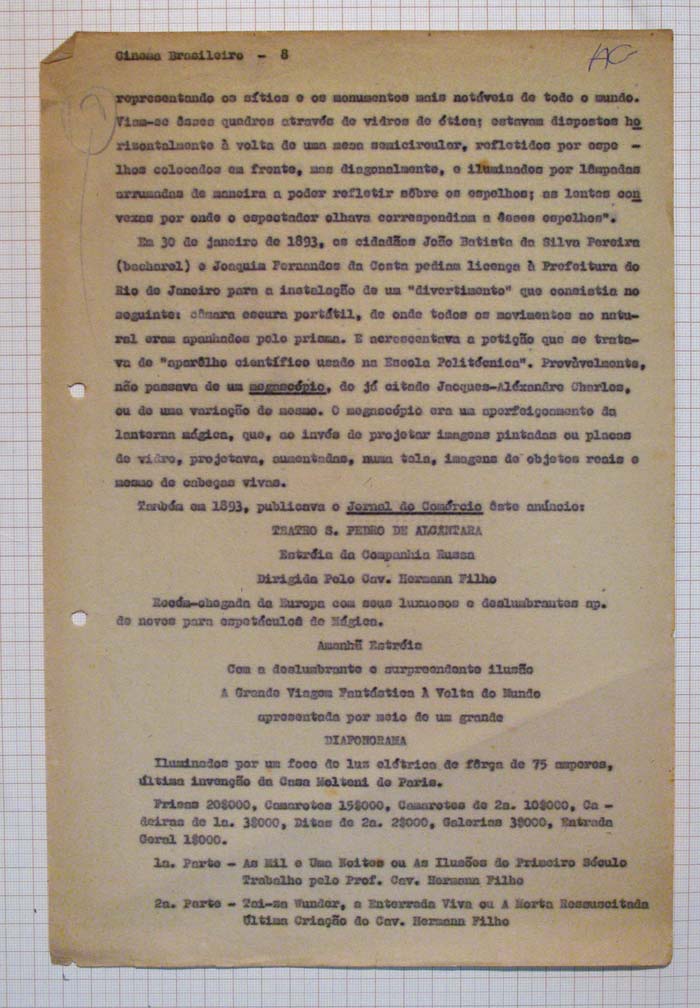 Cinema Brasileiro - 8
AC
representando os sítios e os monumentos mais notáveis de todo o mundo.
Viam-se êsses quadros através de vidros de ótica; estavam dispostos ho
rizontalmente à volta de uma mesa semicircular, refletidos por espe -
lhos colocados em frente, mas diagonalmente, e iluminados por lâmpadas
arrumadas de maneira a poder refletir sôbre os espelhos; as lentes con
vexas por onde o espectador olhava correspondiam a êsses espelhos".
Em 30 de janeiro de 1893, os cidadãos João Batista da Silva Pereira
(bacharel) e Joaquim Fernandes da Costa pediam licença à Prefeitura do
Rio de Janeiro para a instalação de um "divertimento" que consistia no
seguinte: câmara escura portátil, de onde todos os movimentos ao natu-
ral eram apanhados pelo prisma. E acrescentava a petição que se trata-
va de "aparêlho científico usado na Escola Politécnica". Provàvelmente,
não passava de um megascópio, do já citado Jacques-Aléxandre Charles,
ou de uma variação do mesmo. O megascópio era um aperfeiçoamento da
lanterna mágica, que, ao invés de projetar imagens pintadas ou placas
de vidro, projetava, aumentadas, numa tela, imagens de objetos reais e
mesmo de cabeças vivas.
Também em 1893, publicava o Jornal do Comércio êste anúncio:
TEATRO S. PEDRO DE ALCÂNTARA
Estréia da Companhia Russa
Dirigida Pelo Cav. Hermann Filho
Recém-chegada da Europa com seus luxuosos e deslumbrantes ap.
de novos para espetáculos de Mágica.
Amanhã Estréia
Com a deslumbrante e surpreendente ilusão
A Grande Viagem Fantástica À Volta do Mundo
apresentada por meio de um grande
DIAFONORAMA
Iluminados por um foco de luz elétrica de fôrça de 75 amperes,
última invenção da Casa Molteni de Paris.
Frisas 20$000, Camarotes 15$000, Camarotes de 2a. 10$000, Ca -
deiras de 1a. 3$000, Ditas de 2a. 2$000, Galerias 3$000, Entrada
Geral 1$000.
1a. Parte - As Mil e Uma Noites ou As Ilusões do Primeiro Século
Trabalho pelo Prof. Cav. Hermann Filho
2a. Parte - Tai-za Wunder, a Enterrada Viva ou A Morta Ressuscitada
Última Criação do Cav. Hermann Filho